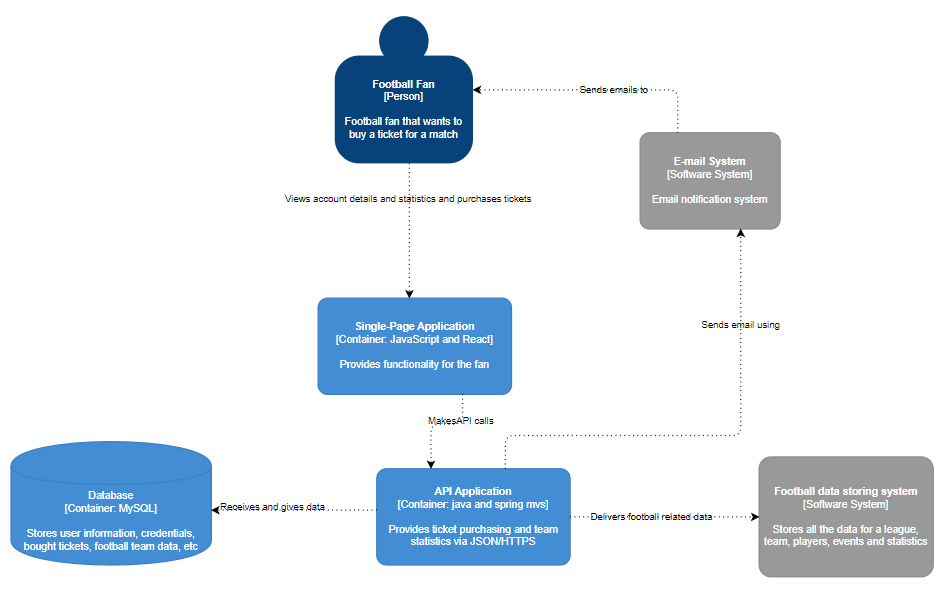 Football Fan
[Person]
Football fan that wants to
buy a ticket for a match
Sends emails to
E-mail System
[Software System]
Email notification system
Views account details and statistics and purchases tickets
Single-Page Application
[Container: JavaScript and React]
Provides functionality for the fan
Sends email using
MakesAPI calls
Database
[Container: MySQL]
Stores user information, credentials,
bought tickets, football team data, etc
Receives and gives data
API Application
[Container: java and spring mvs]
Provides ticket purchasing and team
statistics via JSON/HTTPS
Delivers football related data
Football data storing system
[Software System]
Stores all the data for a league,
team, players, events and statistics